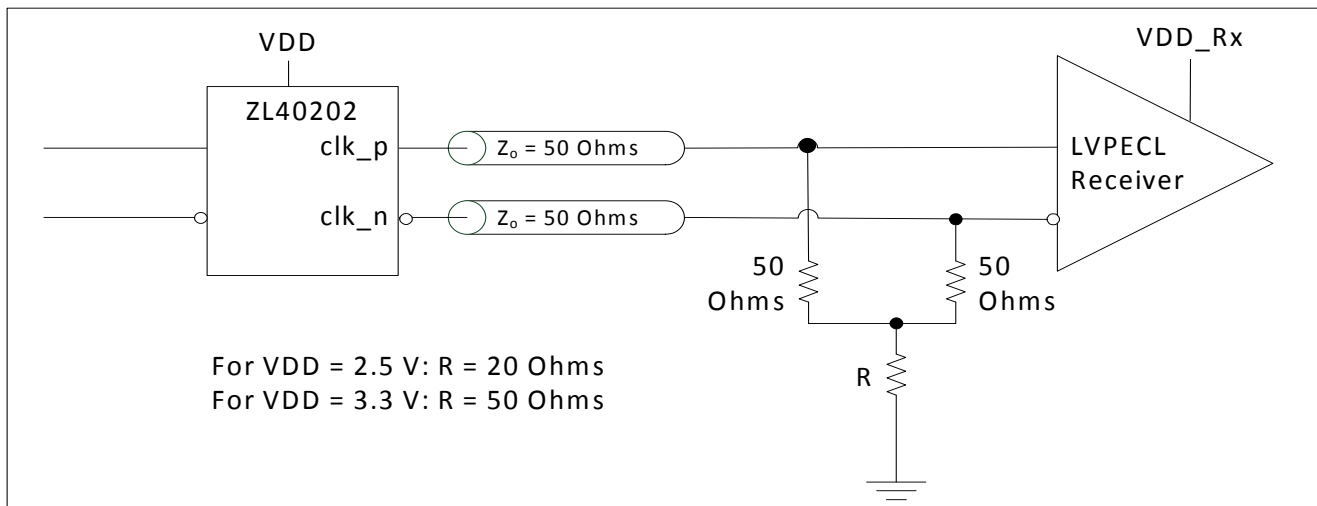 VDD
VDD_Rx
ZL40202
clk_p
Zₒ = 50 Ohms
LVPECL
Receiver
clk_n
Zₒ = 50 Ohms
50
Ohms
50
Ohms
For VDD = 2.5 V: R = 20 Ohms
For VDD = 3.3 V: R = 50 Ohms
R